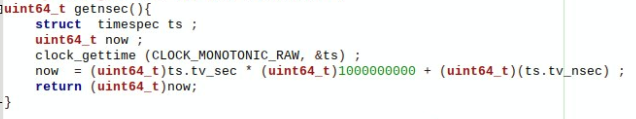 uint64_t getnsec(){
    struct  timespec ts ;
    uint64_t now ;
    clock_gettime (CLOCK_MONOTONIC_RAW, &ts) ;
    now  = (uint64_t)ts.tv_sec * (uint64_t)1000000000 + (uint64_t)(ts.tv_nsec) ;
    return (uint64_t)now;
}